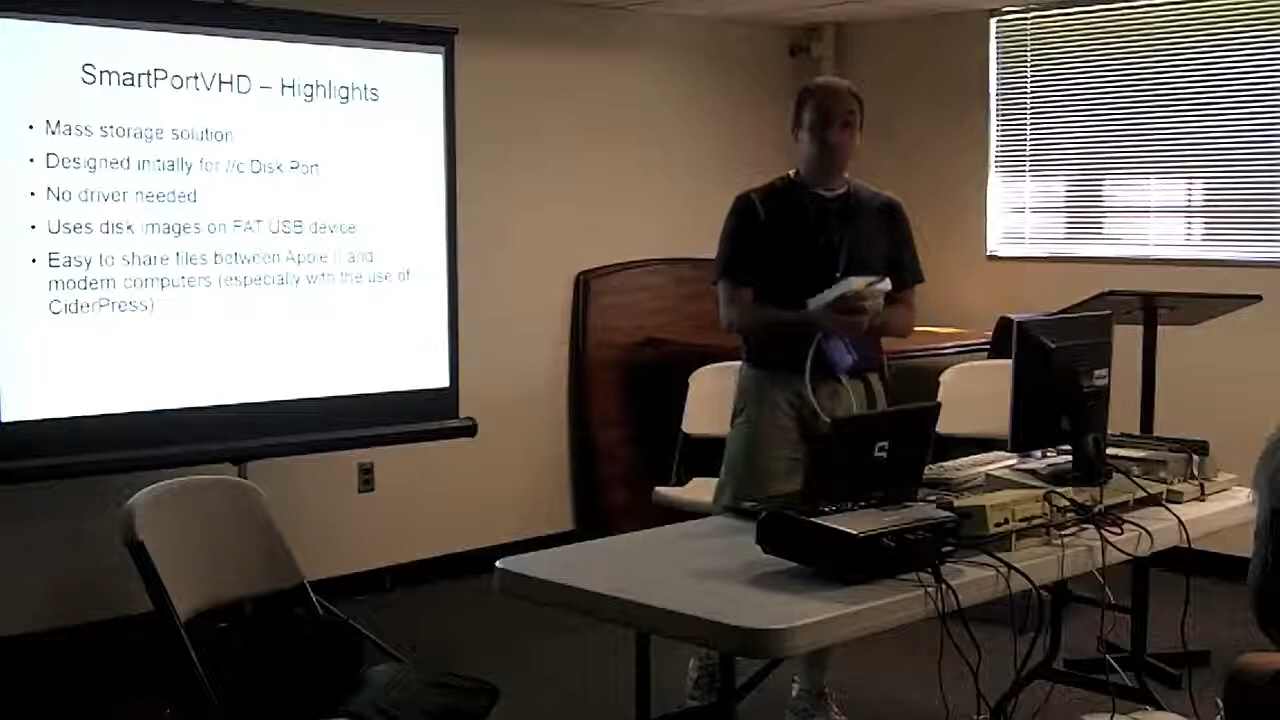 SmartPortVHD – Highlights
• Mass storage solution
• Designed initially for //c Disk Port
• No driver needed
• Uses disk images on FAT USB device
• Easy to share files between Apple II and
modern computers (especially with the use of
CiderPress)